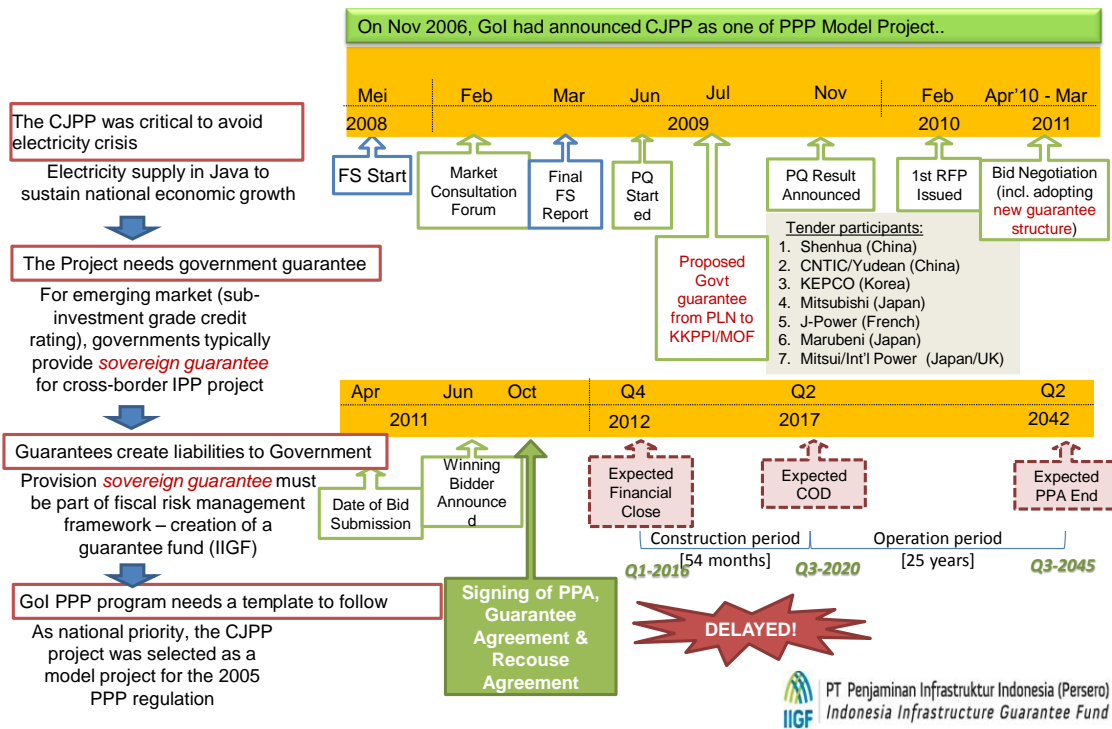 On Nov 2006, GoI had announced CJPP as one of PPP Model Project..
Mei Feb Mar Jun Jul Nov Feb Apr'10 - Mar
2008 2009 2010 2011
FS Start
Market
Consultation
Forum
Final
FS
Report
PQ
Start
ed
PQ Result
Announced
1st RFP
Issued
Bid Negotiation
(incl. adopting
new guarantee
structure)
Proposed
Govt
guarantee
from PLN to
KKPPI/MOF
Tender participants:
1. Shenhua (China)
2. CNTIC/Yudean (China)
3. KEPCO (Korea)
4. Mitsubishi (Japan)
5. J-Power (French)
6. Marubeni (Japan)
7. Mitsui/Int'l Power (Japan/UK)
The CJPP was critical to avoid
electricity crisis
Electricity supply in Java to
sustain national economic growth
The Project needs government guarantee
For emerging market (sub-
investment grade credit
rating), governments typically
provide sovereign guarantee
for cross-border IPP project
Guarantees create liabilities to Government
Provision sovereign guarantee must
be part of fiscal risk management
framework – creation of a
guarantee fund (IIGF)
GoI PPP program needs a template to follow
As national priority, the CJPP
project was selected as a
model project for the 2005
PPP regulation
Apr Jun Oct Q4 Q2 Q2
2011 2012 2017 2042
Date of Bid
Submission
Winning
Bidder
Announce
d
Signing of PPA,
Guarantee
Agreement &
Recouse
Agreement
Expected
Financial
Close
Expected
COD
Expected
PPA End
Construction period
[54 months]
Operation period
[25 years]
Q1-2016 Q3-2020 Q3-2045
DELAYED!
IIGF
PT Penjaminan Infrastruktur Indonesia (Persero)
Indonesia Infrastructure Guarantee Fund